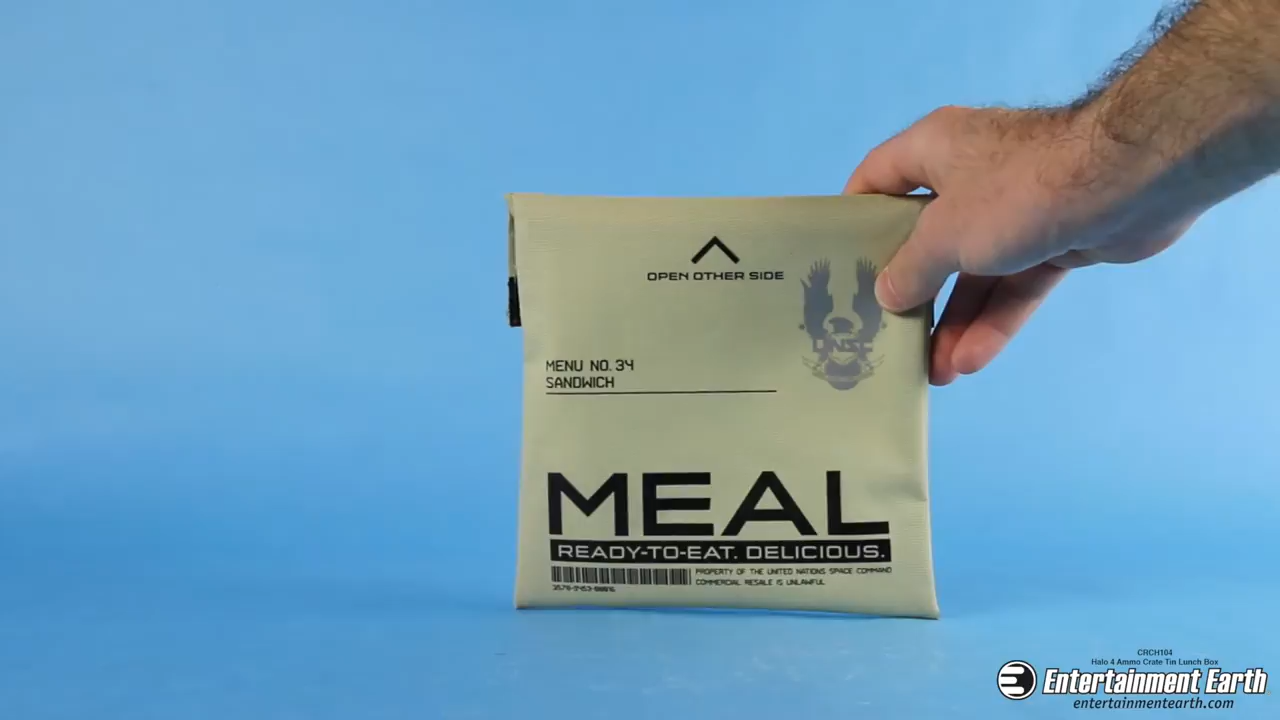 OPEN OTHER SIDE
UNSC
MENU NO. 34
SANDWICH
MEAL
READY-TO-EAT. DELICIOUS.
PROPERTY OF THE UNITED NATIONS SPACE COMMAND
COMMERCIAL RESALE IS UNLAWFUL
CRCH104
Halo 4 Ammo Crate Tin Lunch Box
Entertainment Earth
entertainmentearth.com